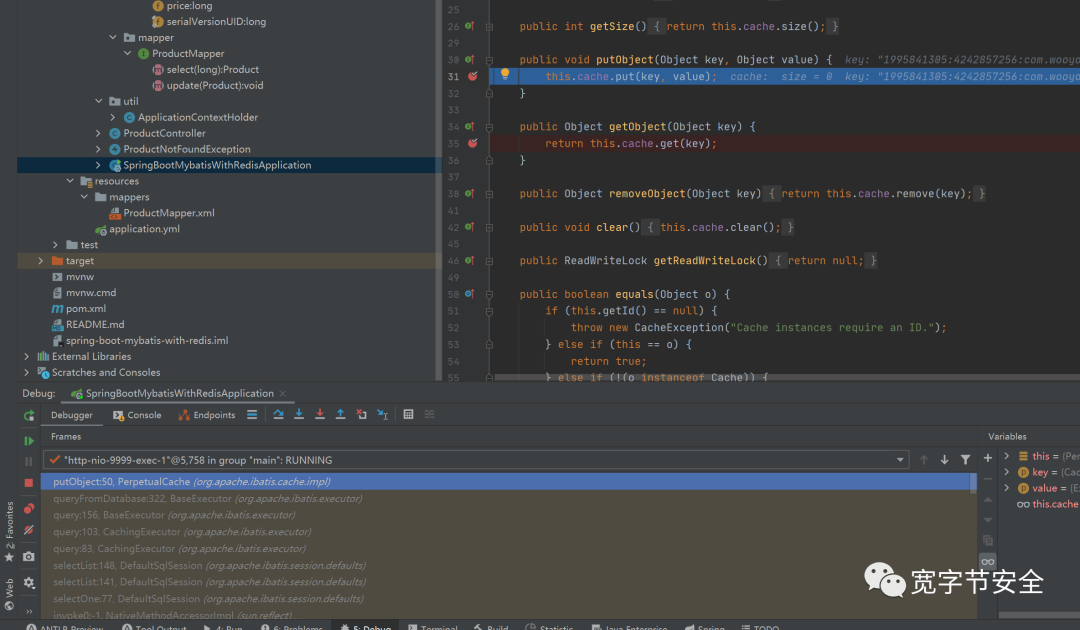 price:long
serialVersionUID:long
mapper
ProductMapper
select(long):Product
update(Product):void
util
ApplicationContextHolder
ProductController
ProductNotFoundException
SpringBootMybatisWithRedisApplication
resources
mappers
ProductMapper.xml
application.yml
test
target
mvnw
mvnw.cmd
pom.xml
README.md
spring-boot-mybatis-with-redis.iml
External Libraries
Scratches and Consoles
25
26 public int getSize() { return this.cache.size(); }
29
30 public void putObject(Object key, Object value) { key: "1995841385:4242857256:com.wooyo
31 this.cache.put(key, value); cache: size = 0 key: "1995841385:4242857256:com.wooyo
32 }
33
34 public Object getObject(Object key) {
35 return this.cache.get(key);
36 }
37
38 public Object removeObject(Object key) { return this.cache.remove(key); }
41
42 public void clear() { this.cache.clear(); }
45
46 public ReadWriteLock getReadWriteLock() { return null; }
49
50 public boolean equals(Object o) {
51 if (this.getId() == null) {
52 throw new CacheException("Cache instances require an ID.");
53 } else if (this == o) {
54 return true;
55 } else if (!(o instanceof Cache)) {
Debug: SpringBootMybatisWithRedisApplication ×
Debugger Console Endpoints
Frames
"http-nio-9999-exec-1"@5,758 in group "main": RUNNING
putObject:50, PerpetualCache (org.apache.ibatis.cache.impl)
queryFromDatabase:322, BaseExecutor (org.apache.ibatis.executor)
query:156, BaseExecutor (org.apache.ibatis.executor)
query:103, CachingExecutor (org.apache.ibatis.executor)
query:83, CachingExecutor (org.apache.ibatis.executor)
selectList:148, DefaultSqlSession (org.apache.ibatis.session.defaults)
selectList:141, DefaultSqlSession (org.apache.ibatis.session.defaults)
selectOne:77, DefaultSqlSession (org.apache.ibatis.session.defaults)
invoke0:-1, NativeMethodAccessorImpl (sun.reflect)
Variables
this = {Per
key = {Cac
value = {E
this.cache
2: Favorites
Web
宽字节安全
ANTLR Preview Tool Output 4: Run 6: Problems 5: Debug Terminal Build Statistic Java Enterprise Spring TODO